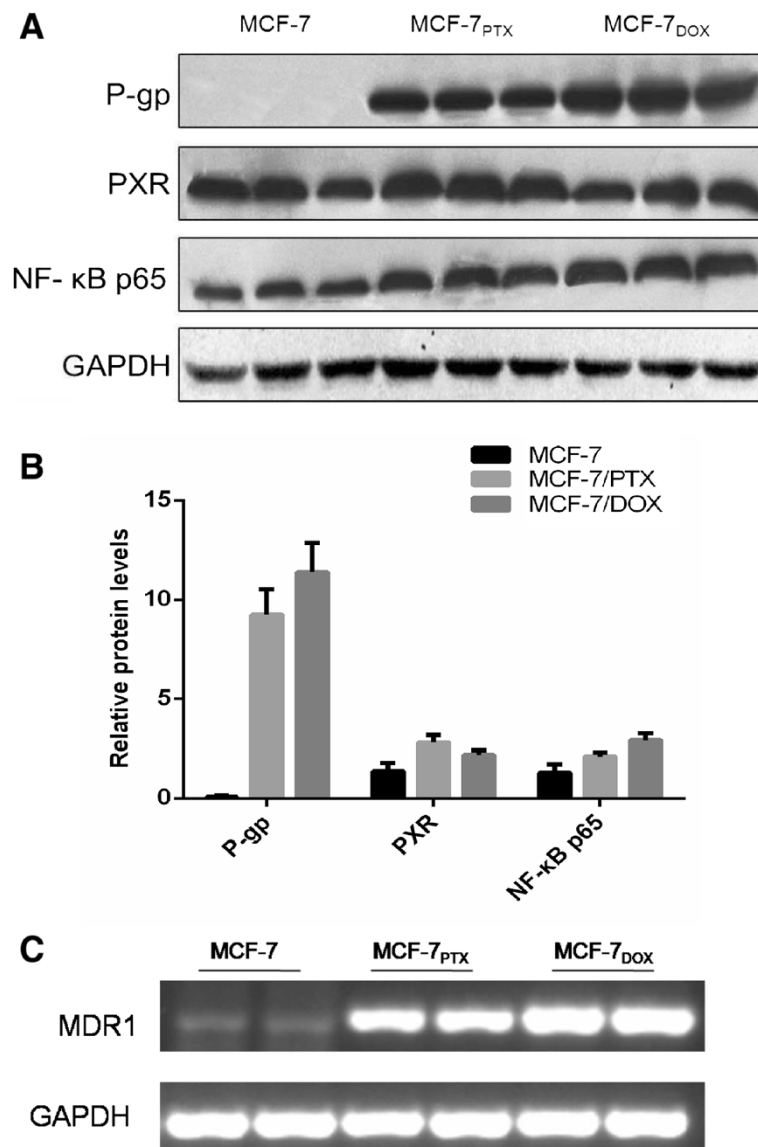 A
MCF-7 MCF-7PTX MCF-7DOX
P-gp
PXR
NF- κB p65
GAPDH
B
MCF-7
MCF-7/PTX
MCF-7/DOX
Relative protein levels
15
10
5
0
P-gp PXR NF-κB p65
C
MCF-7 MCF-7PTX MCF-7DOX
MDR1
GAPDH